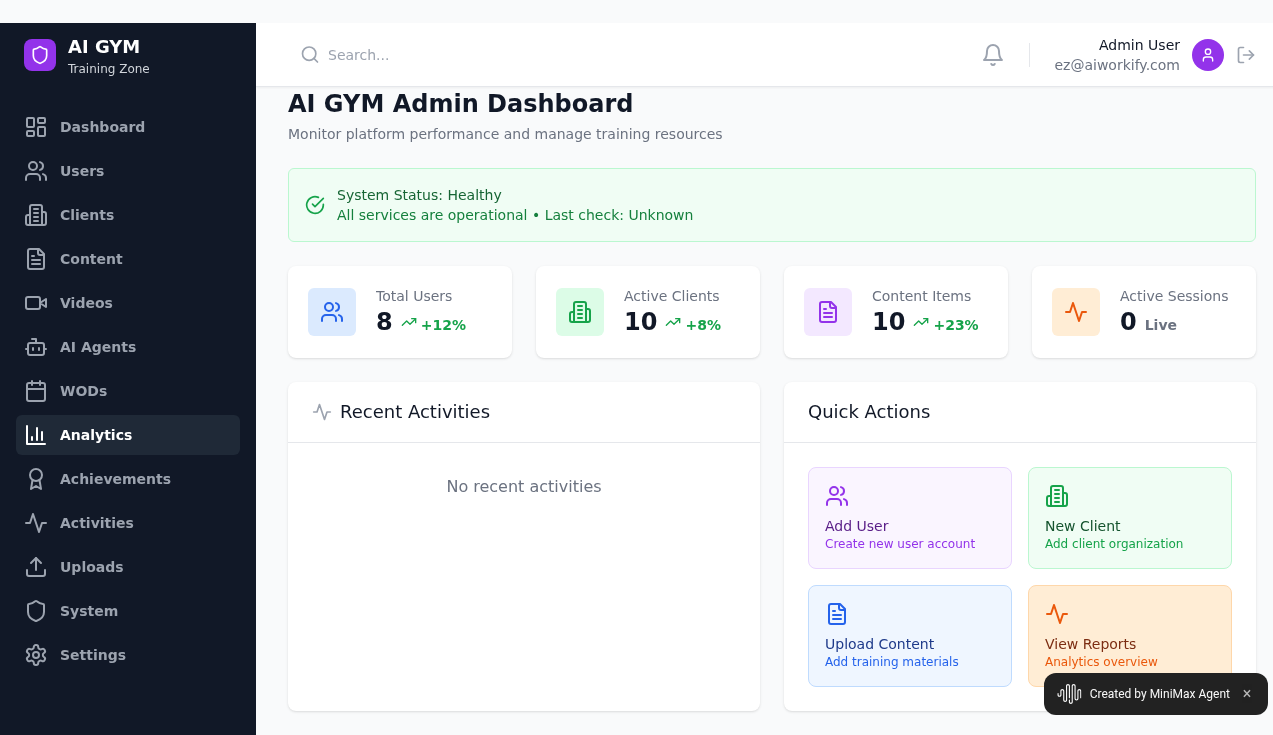 AI GYM
Training Zone
Dashboard
Users
Clients
Content
Videos
AI Agents
WODs
Analytics
Achievements
Activities
Uploads
System
Settings
Search...
Admin User
ez@aiworkify.com
AI GYM Admin Dashboard
Monitor platform performance and manage training resources
System Status: Healthy
All services are operational • Last check: Unknown
Total Users
8 +12%
Active Clients
10 +8%
Content Items
10 +23%
Active Sessions
0 Live
Recent Activities
No recent activities
Quick Actions
Add User
Create new user account
New Client
Add client organization
Upload Content
Add training materials
View Reports
Analytics overview
Created by MiniMax Agent ×